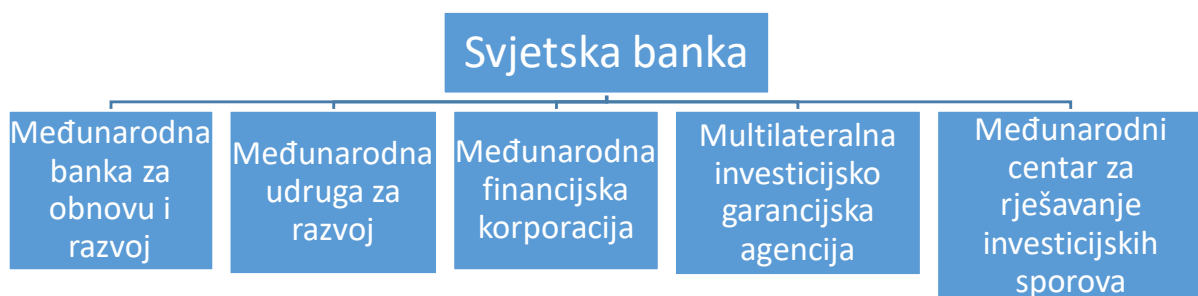 Svjetska banka
Međunarodna
banka za
obnovu i
razvoj
Međunarodna
udruga za
razvoj
Međunarodna
financijska
korporacija
Multilateralna
investicijsko
garancijska
agencija
Međunarodni
centar za
rješavanje
investicijskih
sporova